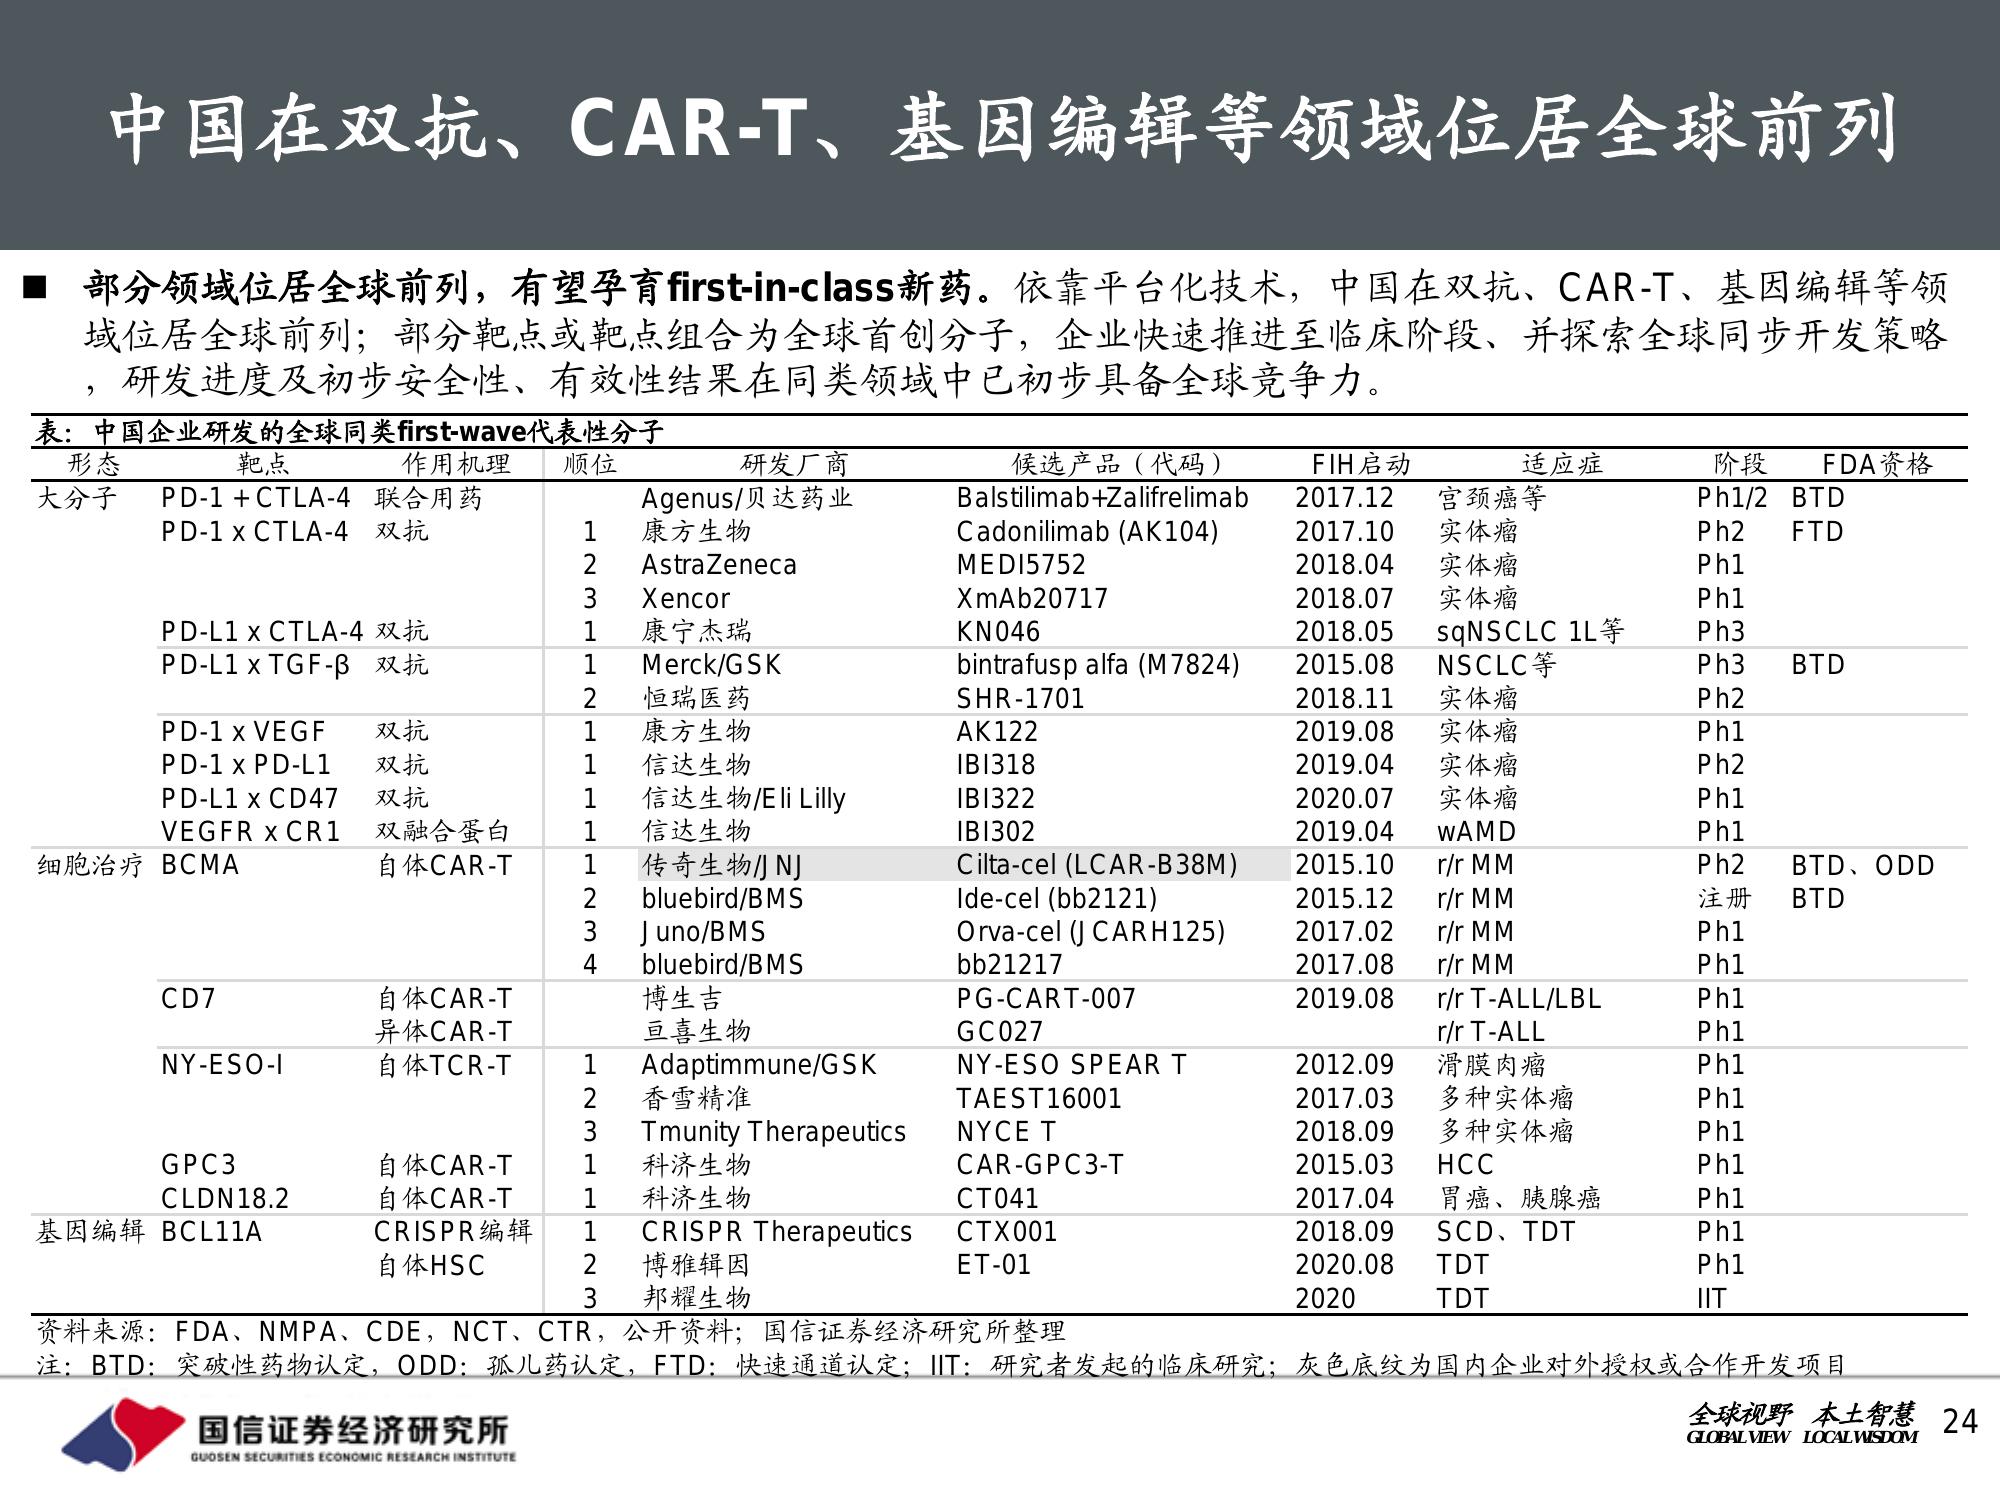 中国在双抗、CAR-T、基因编辑等领域位居全球前列
■ 部分领域位居全球前列，有望孕育first-in-class新药。依靠平台化技术，中国在双抗、CAR-T、基因编辑等领
域位居全球前列；部分靶点或靶点组合为全球首创分子，企业快速推进至临床阶段、并探索全球同步开发策略
，研发进度及初步安全性、有效性结果在同类领域中已初步具备全球竞争力。
表：中国企业研发的全球同类first-wave代表性分子
形态 靶点 作用机理 顺位 研发厂商 候选产品（代码） FIH启动 适应症 阶段 FDA资格
大分子 PD-1 + CTLA-4 联合用药 Agenus/贝达药业 Balstilimab+Zalifrelimab 2017.12 宫颈癌等 Ph1/2 BTD
PD-1 x CTLA-4 双抗 1 康方生物 Cadonilimab (AK104) 2017.10 实体瘤 Ph2 FTD
2 AstraZeneca MEDI5752 2018.04 实体瘤 Ph1
3 Xencor XmAb20717 2018.07 实体瘤 Ph1
PD-L1 x CTLA-4 双抗 1 康宁杰瑞 KN046 2018.05 sqNSCLC 1L等 Ph3
PD-L1 x TGF-β 双抗 1 Merck/GSK bintrafusp alfa (M7824) 2015.08 NSCLC等 Ph3 BTD
2 恒瑞医药 SHR-1701 2018.11 实体瘤 Ph2
PD-1 x VEGF 双抗 1 康方生物 AK122 2019.08 实体瘤 Ph1
PD-1 x PD-L1 双抗 1 信达生物 IBI318 2019.04 实体瘤 Ph2
PD-L1 x CD47 双抗 1 信达生物/Eli Lilly IBI322 2020.07 实体瘤 Ph1
VEGFR x CR1 双融合蛋白 1 信达生物 IBI302 2019.04 wAMD Ph1
细胞治疗 BCMA 自体CAR-T 1 传奇生物/JNJ Cilta-cel (LCAR-B38M) 2015.10 r/r MM Ph2 BTD、ODD
2 bluebird/BMS Ide-cel (bb2121) 2015.12 r/r MM 注册 BTD
3 Juno/BMS Orva-cel (JCARH125) 2017.02 r/r MM Ph1
4 bluebird/BMS bb21217 2017.08 r/r MM Ph1
CD7 自体CAR-T 博生吉 PG-CART-007 2019.08 r/r T-ALL/LBL Ph1
异体CAR-T 亘喜生物 GC027 r/r T-ALL Ph1
NY-ESO-I 自体TCR-T 1 Adaptimmune/GSK NY-ESO SPEAR T 2012.09 滑膜肉瘤 Ph1
2 香雪精准 TAEST16001 2017.03 多种实体瘤 Ph1
3 Tmunity Therapeutics NYCE T 2018.09 多种实体瘤 Ph1
GPC3 自体CAR-T 1 科济生物 CAR-GPC3-T 2015.03 HCC Ph1
CLDN18.2 自体CAR-T 1 科济生物 CT041 2017.04 胃癌、胰腺癌 Ph1
基因编辑 BCL11A CRISPR编辑 1 CRISPR Therapeutics CTX001 2018.09 SCD、TDT Ph1
自体HSC 2 博雅辑因 ET-01 2020.08 TDT Ph1
3 邦耀生物 2020 TDT IIT
资料来源：FDA、NMPA、CDE，NCT、CTR，公开资料；国信证券经济研究所整理
注：BTD：突破性药物认定，ODD：孤儿药认定，FTD：快速通道认定；IIT：研究者发起的临床研究；灰色底纹为国内企业对外授权或合作开发项目
国信证券经济研究所
GUOSEN SECURITIES ECONOMIC RESEARCH INSTITUTE
全球视野 本土智慧
GLOBAL VIEW LOCAL WISDOM
24